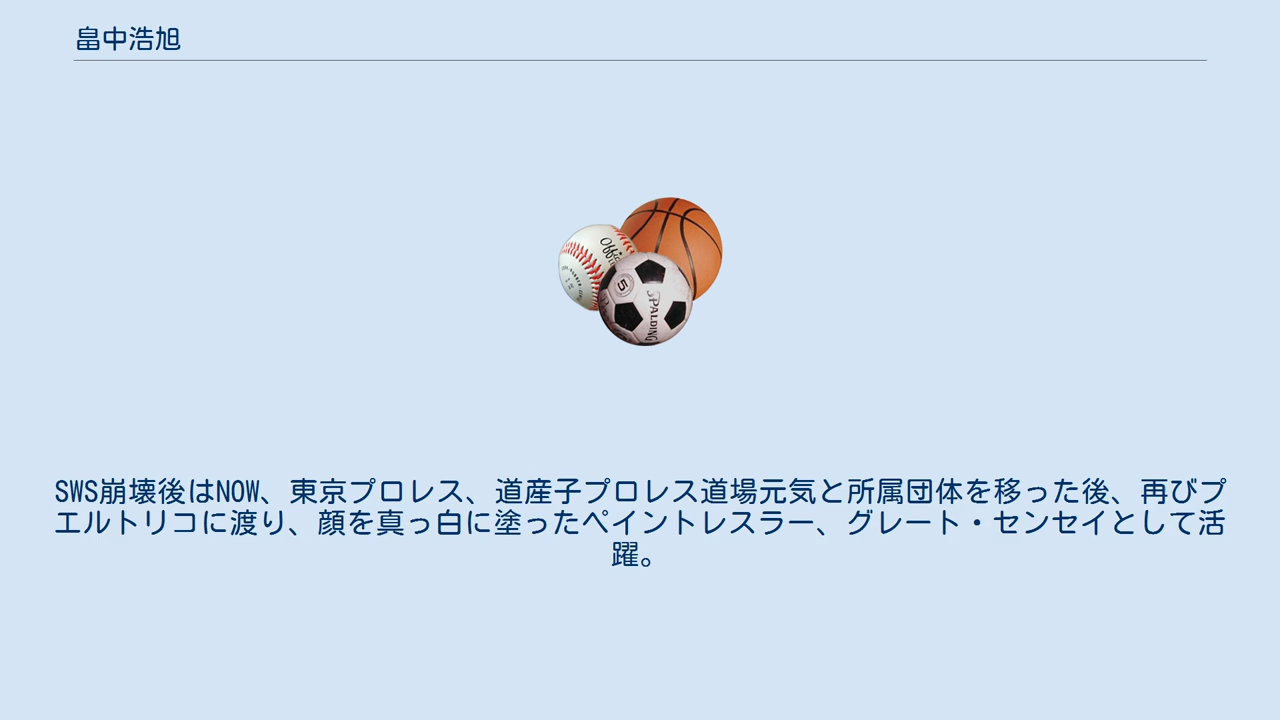 畠中浩旭
Offici
5
SPALDING
SWS崩壊後はNOW、東京プロレス、道産子プロレス道場元気と所属団体を移った後、再びプ
エルトリコに渡り、顔を真っ白に塗ったペイントレスラー、グレート・センセイとして活
躍。